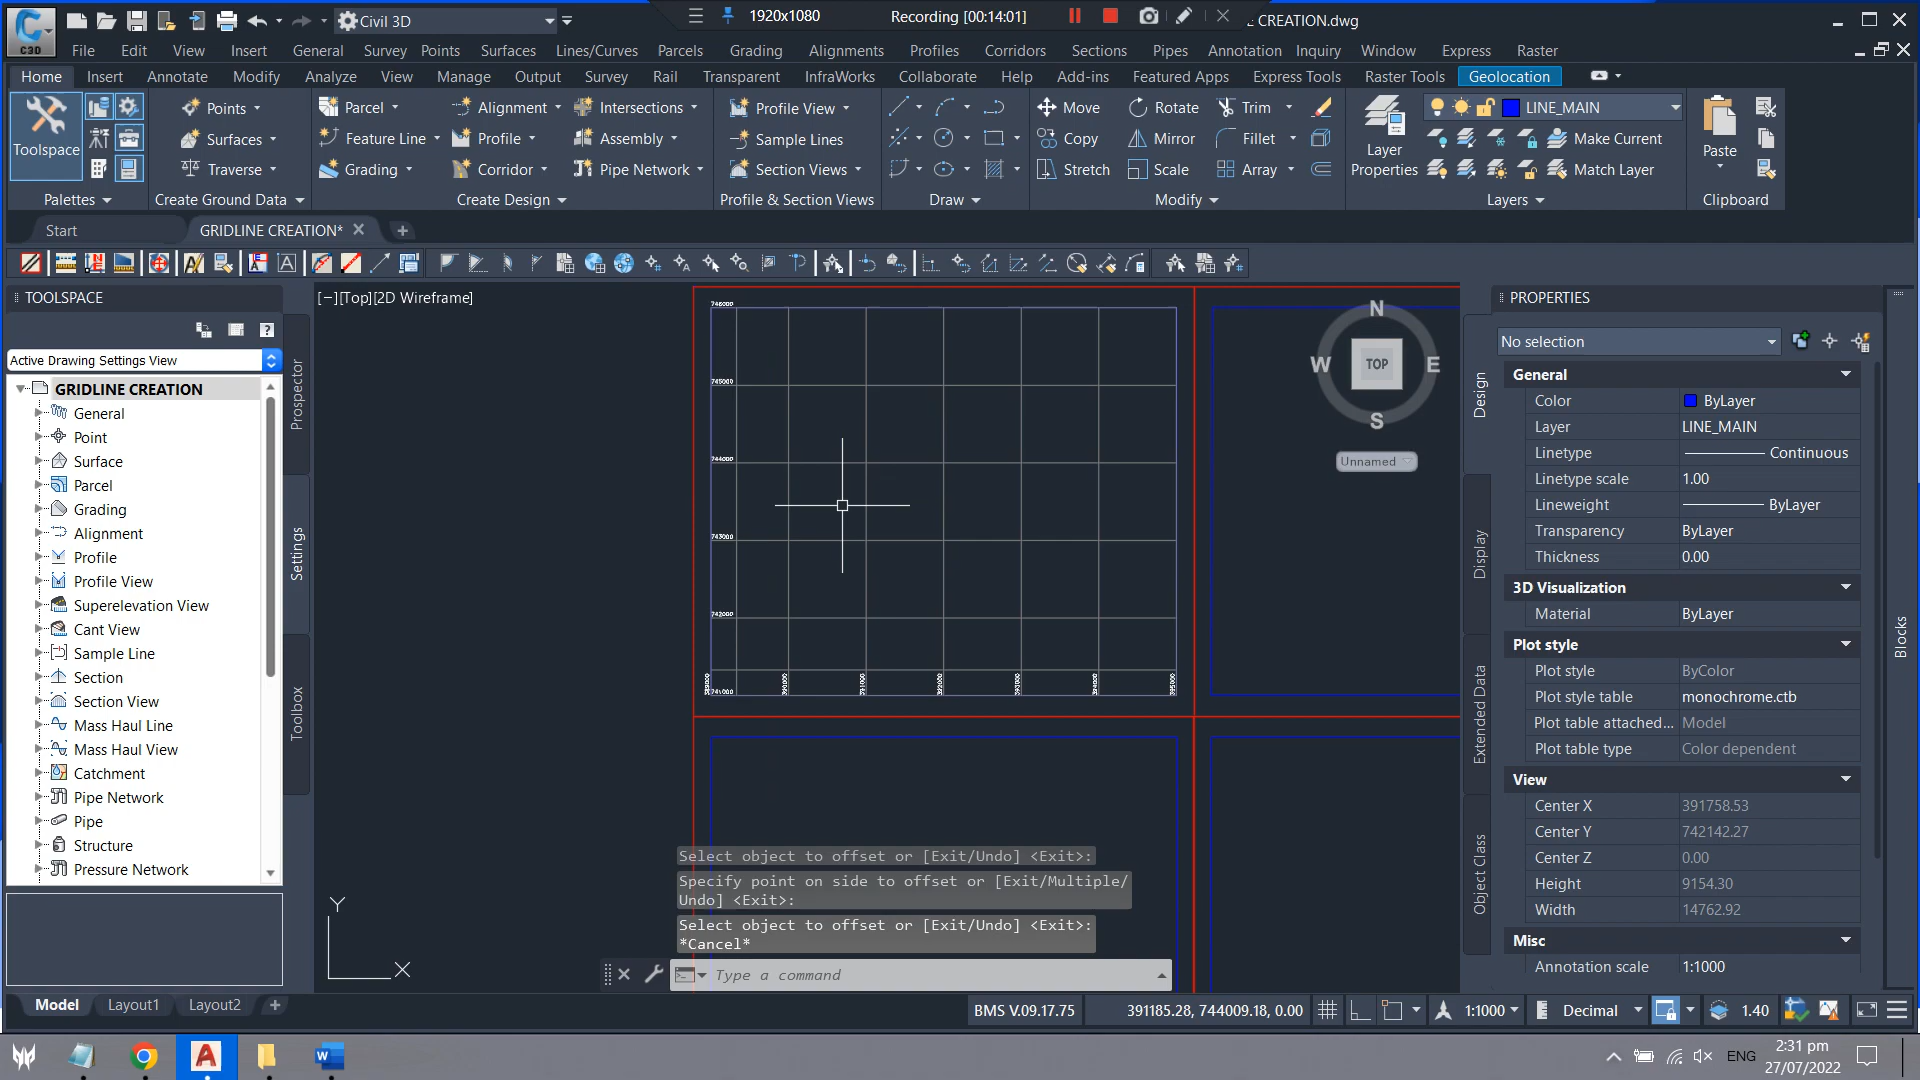 C3D
Civil 3D
1920x1080
Recording [00:14:01]
E CREATION.dwg
File Edit View Insert General Survey Points Surfaces Lines/Curves Parcels Grading Alignments Profiles Corridors Sections Pipes Annotation Inquiry Window Express Raster
Home Insert Annotate Modify Analyze View Manage Output Survey Rail Transparent InfraWorks Collaborate Help Add-ins Featured Apps Express Tools Raster Tools Geolocation
Points Parcel Alignment Intersections Profile View Move Rotate Trim LINE_MAIN
Toolspace Surfaces Feature Line Profile Assembly Sample Lines Copy Mirror Fillet Layer Properties Make Current Paste
Traverse Grading Corridor Pipe Network Section Views Stretch Scale Array Match Layer
Palettes Create Ground Data Create Design Profile & Section Views Draw Modify Layers Clipboard
Start GRIDLINE CREATION*
TOOLSPACE
Active Drawing Settings View
GRIDLINE CREATION
General
Point
Surface
Parcel
Grading
Alignment
Profile
Profile View
Superelevation View
Cant View
Sample Line
Section
Section View
Mass Haul Line
Mass Haul View
Catchment
Pipe Network
Pipe
Structure
Pressure Network
Prospector
Settings
Toolbox
[−][Top][2D Wireframe]
746000
745000
744000
743000
742000
741000
390000
391000
392000
393000
394000
395000
N
W TOP E
S
Unnamed
Y
X
Select object to offset or [Exit/Undo] <Exit>:
Specify point on side to offset or [Exit/Multiple/
Undo] <Exit>:
Select object to offset or [Exit/Undo] <Exit>:
*Cancel*
Type a command
PROPERTIES
No selection
General
Color ByLayer
Layer LINE_MAIN
Linetype Continuous
Linetype scale 1.00
Lineweight ByLayer
Transparency ByLayer
Thickness 0.00
3D Visualization
Material ByLayer
Plot style
Plot style ByColor
Plot style table monochrome.ctb
Plot table attached... Model
Plot table type Color dependent
View
Center X 391758.53
Center Y 742142.27
Center Z 0.00
Height 9154.30
Width 14762.92
Misc
Annotation scale 1:1000
Design
Display
Extended Data
Object Class
Blocks
Model Layout1 Layout2
BMS V.09.17.75 391185.28, 744009.18, 0.00 1:1000 Decimal 1.40
ENG 2:31 pm
27/07/2022